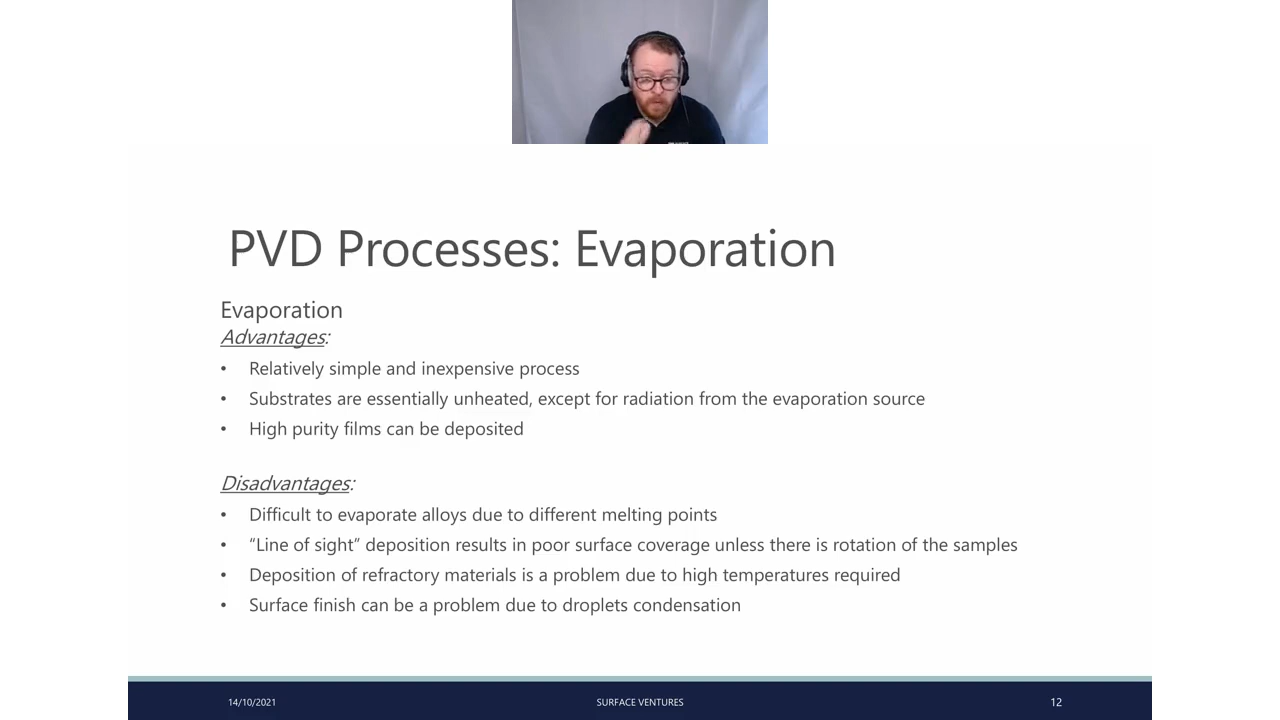 PVD Processes: Evaporation
Evaporation
Advantages:
• Relatively simple and inexpensive process
• Substrates are essentially unheated, except for radiation from the evaporation source
• High purity films can be deposited
Disadvantages:
• Difficult to evaporate alloys due to different melting points
• “Line of sight” deposition results in poor surface coverage unless there is rotation of the samples
• Deposition of refractory materials is a problem due to high temperatures required
• Surface finish can be a problem due to droplets condensation
14/10/2021 SURFACE VENTURES 12